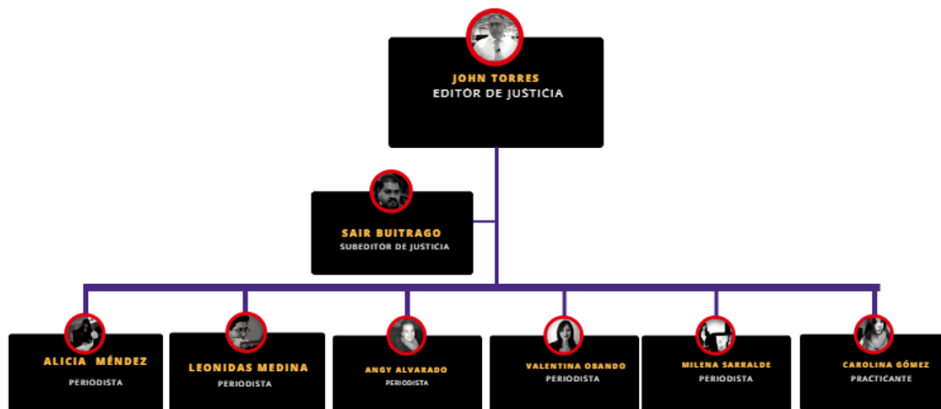 JOHN TORRES
EDITOR DE JUSTICIA
SAIR BUITRAGO
SUBEDITOR DE JUSTICIA
ALICIA MÉNDEZ
PERIODISTA
LEONIDAS MEDINA
PERIODISTA
ANGY ALVARADO
PERIODISTA
VALENTINA OBANDO
PERIODISTA
MILENA SARRALDE
PERIODISTA
CAROLINA GÓMEZ
PRACTICANTE